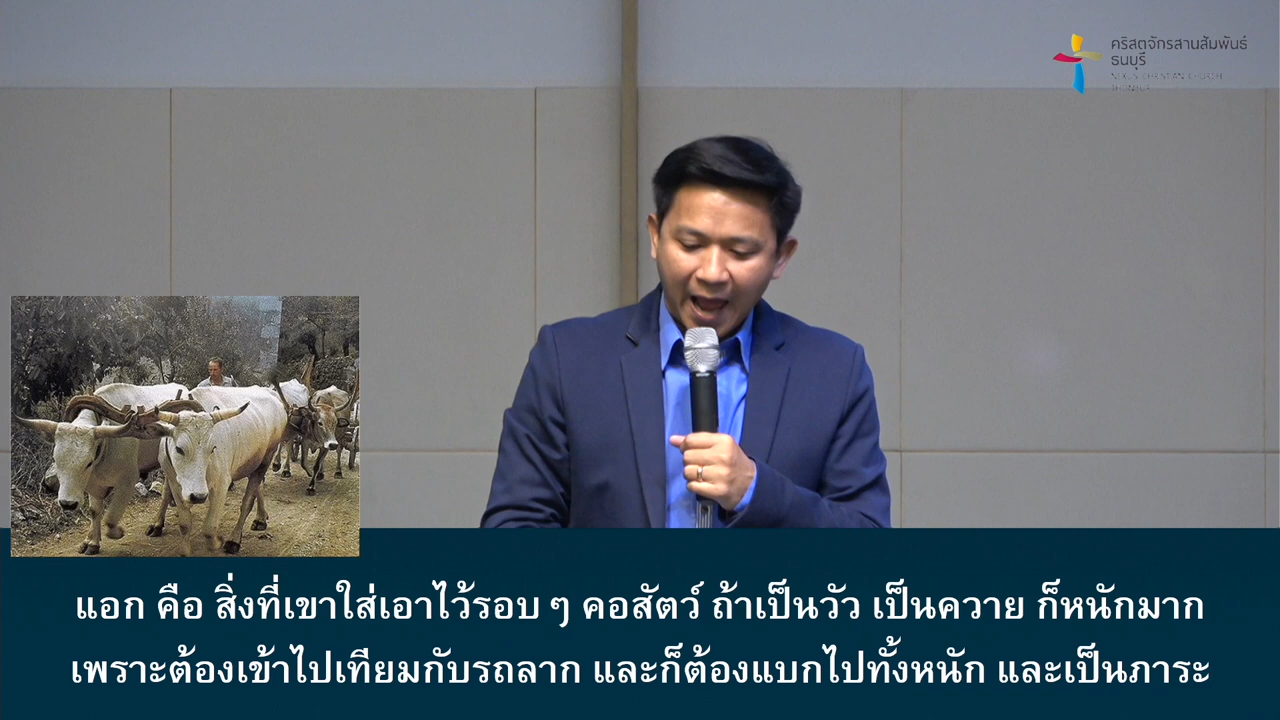 คริสตจักรสานสัมพันธ์
ธนบุรี
NEXUS CHRISTIAN CHURCH
THONBURI
แอก คือ สิ่งที่เขาใส่เอาไว้รอบ ๆ คอสัตว์ ถ้าเป็นวัว เป็นควาย ก็หนักมาก
เพราะต้องเข้าไปเทียมกับรถลาก และก็ต้องแบกไปทั้งหนัก และเป็นภาระ